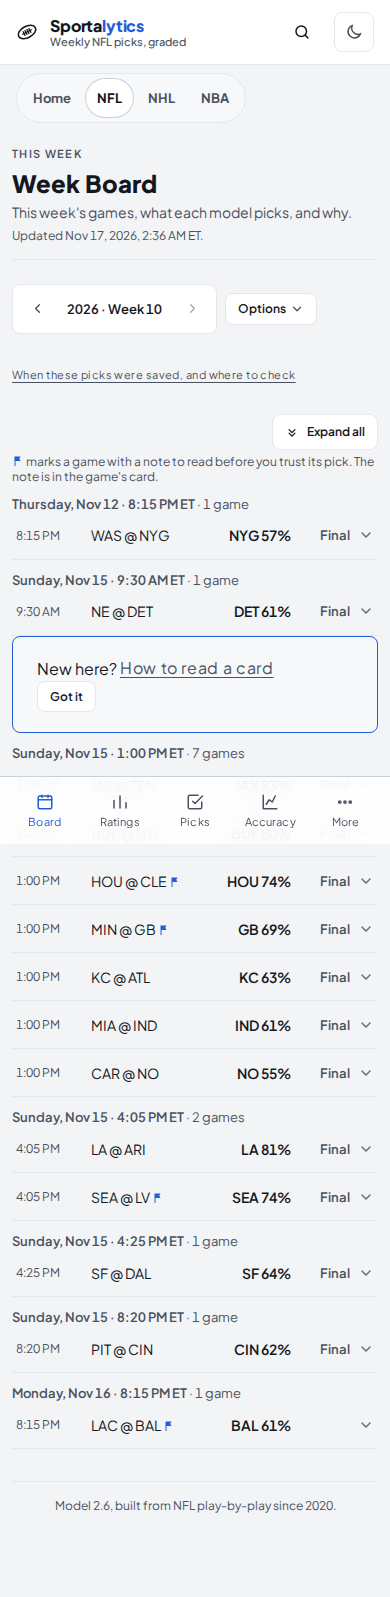 Sportalytics
Weekly NFL picks, graded
Home NFL NHL NBA
THIS WEEK
Week Board
This week's games, what each model picks, and why.
Updated Nov 17, 2026, 2:36 AM ET.
2026 · Week 10 Options
When these picks were saved, and where to check
Expand all
marks a game with a note to read before you trust its pick. The
note is in the game's card.
Thursday, Nov 12 · 8:15 PM ET · 1 game
8:15 PM WAS @ NYG NYG 57% Final
Sunday, Nov 15 · 9:30 AM ET · 1 game
9:30 AM NE @ DET DET 61% Final
New here? How to read a card
Got it
Sunday, Nov 15 · 1:00 PM ET · 7 games
Board Ratings Picks Accuracy More
1:00 PM HOU @ CLE HOU 74% Final
1:00 PM MIN @ GB GB 69% Final
1:00 PM KC @ ATL KC 63% Final
1:00 PM MIA @ IND IND 61% Final
1:00 PM CAR @ NO NO 55% Final
Sunday, Nov 15 · 4:05 PM ET · 2 games
4:05 PM LA @ ARI LA 81% Final
4:05 PM SEA @ LV SEA 74% Final
Sunday, Nov 15 · 4:25 PM ET · 1 game
4:25 PM SF @ DAL SF 64% Final
Sunday, Nov 15 · 8:20 PM ET · 1 game
8:20 PM PIT @ CIN CIN 62% Final
Monday, Nov 16 · 8:15 PM ET · 1 game
8:15 PM LAC @ BAL BAL 61%
Model 2.6, built from NFL play-by-play since 2020.